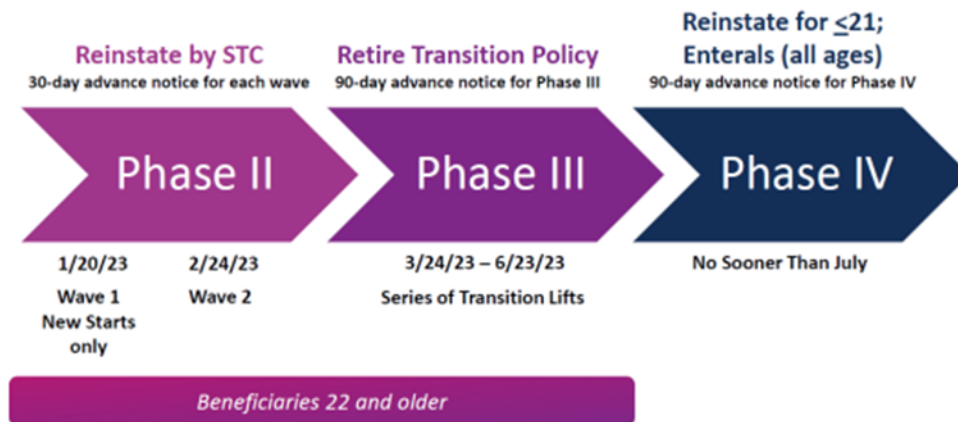 Reinstate by STC
30-day advance notice for each wave
Retire Transition Policy
90-day advance notice for Phase III
Reinstate for ≤21;
Enterals (all ages)
90-day advance notice for Phase IV
Phase II
Phase III
Phase IV
1/20/23
Wave 1
New Starts
only
2/24/23
Wave 2
3/24/23 – 6/23/23
Series of Transition Lifts
No Sooner Than July
Beneficiaries 22 and older